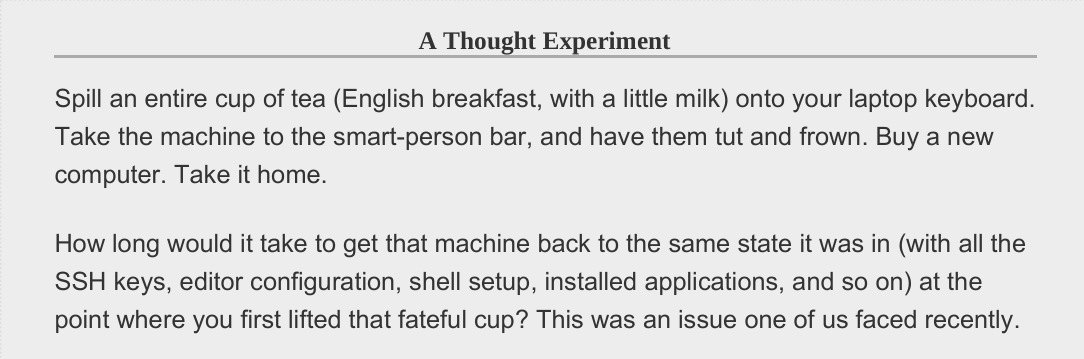 A Thought Experiment
Spill an entire cup of tea (English breakfast, with a little milk) onto your laptop keyboard.
Take the machine to the smart-person bar, and have them tut and frown. Buy a new
computer. Take it home.
How long would it take to get that machine back to the same state it was in (with all the
SSH keys, editor configuration, shell setup, installed applications, and so on) at the
point where you first lifted that fateful cup? This was an issue one of us faced recently.